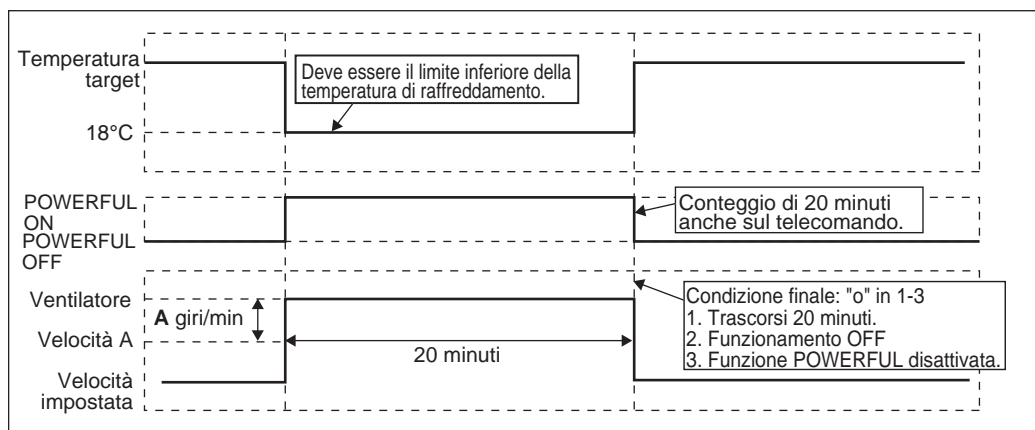 Temperatura
target
Deve essere il limite inferiore della
temperatura di raffreddamento.
18°C
POWERFUL
ON
POWERFUL
OFF
Conteggio di 20 minuti
anche sul telecomando.
Ventilatore
A giri/min
Velocità A
20 minuti
Condizione finale: "o" in 1-3
1. Trascorsi 20 minuti.
2. Funzionamento OFF
3. Funzione POWERFUL disattivata.
Velocità
impostata